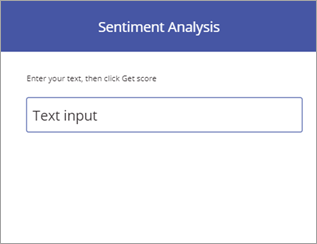 Sentiment Analysis
Enter your text, then click Get score
Text input